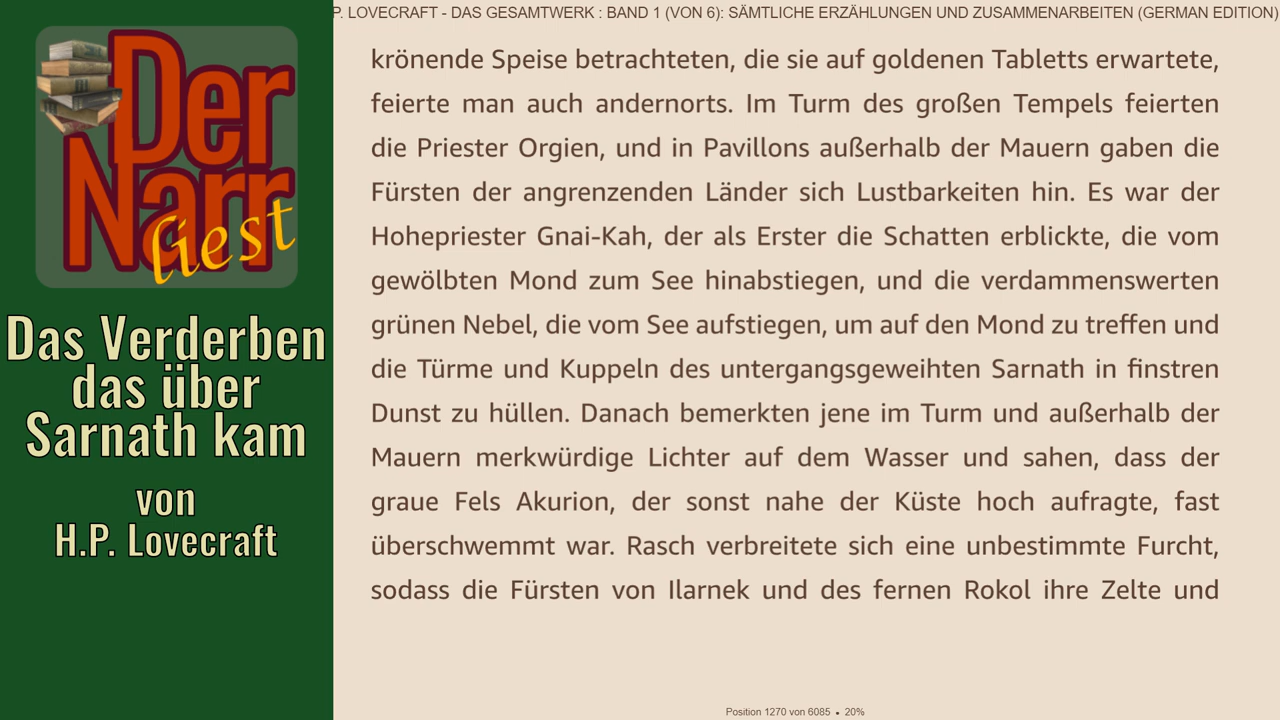 Der
Narr
liest
Das Verderben
das über
Sarnath kam
von
H.P. Lovecraft
P. LOVECRAFT - DAS GESAMTWERK : BAND 1 (VON 6): SÄMTLICHE ERZÄHLUNGEN UND ZUSAMMENARBEITEN (GERMAN EDITION)
krönende Speise betrachteten, die sie auf goldenen Tabletts erwartete,
feierte man auch andernorts. Im Turm des großen Tempels feierten
die Priester Orgien, und in Pavillons außerhalb der Mauern gaben die
Fürsten der angrenzenden Länder sich Lustbarkeiten hin. Es war der
Hohepriester Gnai-Kah, der als Erster die Schatten erblickte, die vom
gewölbten Mond zum See hinabstiegen, und die verdammenswerten
grünen Nebel, die vom See aufstiegen, um auf den Mond zu treffen und
die Türme und Kuppeln des untergangsgeweihten Sarnath in finstren
Dunst zu hüllen. Danach bemerkten jene im Turm und außerhalb der
Mauern merkwürdige Lichter auf dem Wasser und sahen, dass der
graue Fels Akurion, der sonst nahe der Küste hoch aufragte, fast
überschwemmt war. Rasch verbreitete sich eine unbestimmte Furcht,
sodass die Fürsten von Ilarnek und des fernen Rokol ihre Zelte und
Position 1270 von 6085 • 20%